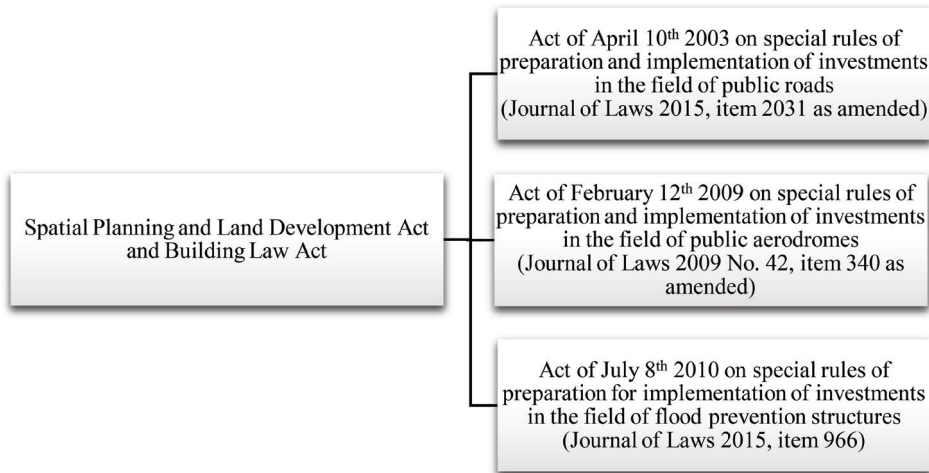 Spatial Planning and Land Development Act
and Building Law Act
Act of April 10th 2003 on special rules of
preparation and implementation of investments
in the field of public roads
(Journal of Laws 2015, item 2031 as amended)
Act of February 12th 2009 on special rules of
preparation and implementation of investments
in the field of public aerodromes
(Journal of Laws 2009 No. 42, item 340 as
amended)
Act of July 8th 2010 on special rules of
preparation for implementation of investments
in the field of flood prevention structures
(Journal of Laws 2015, item 966)